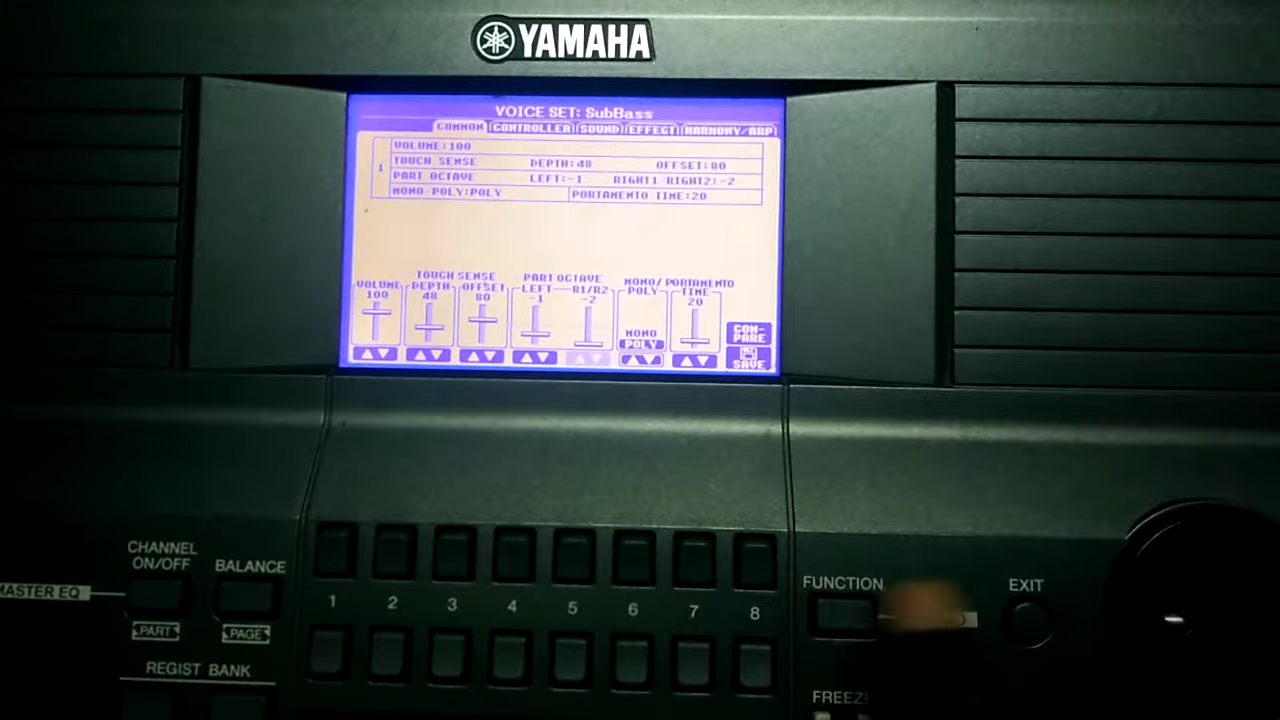 YAMAHA
VOICE SET: SubBass
COMMON CONTROLLER SOUND EFFECT HARMONY/ARP
1
VOLUME:100
TOUCH SENSE DEPTH:48 OFFSET:80
PART OCTAVE LEFT:-1 RIGHT1/RIGHT2:-2
MONO/POLY:POLY PORTAMENTO TIME:20
TOUCH SENSE PART OCTAVE MONO/ PORTAMENTO
VOLUME DEPTH OFFSET LEFT R1/R2 POLY TIME
100 48 80 -1 -2 20
MONO
POLY
COM-
PARE
SAVE
CHANNEL
ON/OFF
BALANCE
MASTER EQ
PART
PAGE
1 2 3 4 5 6 7 8
FUNCTION
EXIT
REGIST BANK